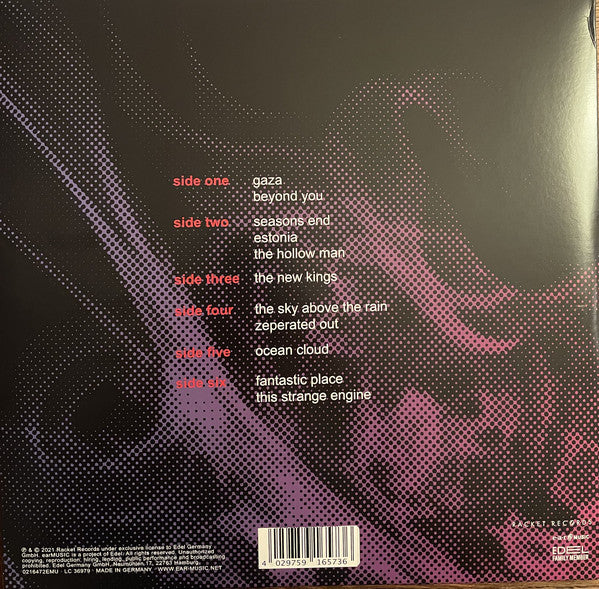 side one gaza
beyond you
side two seasons end
estonia
the hollow man
side three the new kings
side four the sky above the rain
zeperated out
side five ocean cloud
side six fantastic place
this strange engine
RACKET RECORDS
ear MUSIC
EDEL
FAMILY MEMBER
℗ & © 2021 Racket Records under exclusive license to Edel Germany
GmbH. earMUSIC is a project of Edel. All rights reserved. Unauthorized
copying, reproduction, hiring, lending, public performance and broadcasting
prohibited. Edel Germany GmbH, Neumühlen 17, 22763 Hamburg.
0216472EMU · LC 36979 · MADE IN GERMANY · WWW.EAR-MUSIC.NET
4 029759 165736